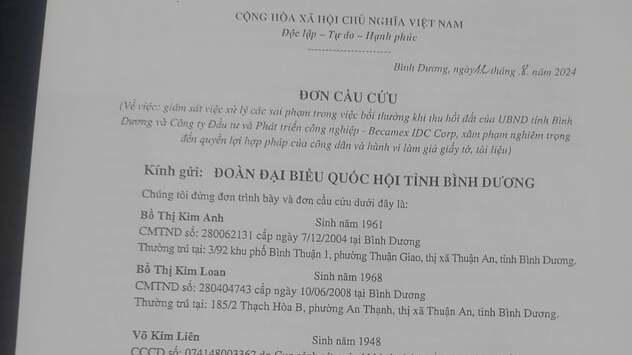 CỘNG HÒA XÃ HỘI CHỦ NGHĨA VIỆT NAM
Độc lập – Tự do – Hạnh phúc
Bình Dương, ngày 11 tháng 8. năm 2024
ĐƠN CẦU CỨU
(Về việc: giám sát việc xử lý các sai phạm trong việc bồi thường khi thu hồi đất của UBND tỉnh Bình
Dương và Công ty Đầu tư và Phát triển công nghiệp - Becamex IDC Corp, xâm phạm nghiêm trọng
đến quyền lợi hợp pháp của công dân và hành vi làm giả giấy tờ, tài liệu)
Kính gửi: ĐOÀN ĐẠI BIỂU QUỐC HỘI TỈNH BÌNH DƯƠNG
Chúng tôi đứng đơn trình bày và đơn cầu cứu dưới đây là:
Bồ Thị Kim Anh Sinh năm 1961
CMTND số: 280062131 cấp ngày 7/12/2004 tại Bình Dương
Thường trú tại: 3/92 khu phố Bình Thuận 1, phường Thuận Giao, thị xã Thuận An, tỉnh Bình Dương.
Bồ Thị Kim Loan Sinh năm 1968
CMTND số: 280404743 cấp ngày 10/06/2008 tại Bình Dương
Thường trú tại: 185/2 Thạch Hòa B, phường An Thạnh, thị xã Thuận An, tỉnh Bình Dương.
Võ Kim Liên Sinh năm 1948
CCCD số: 074148003362 do